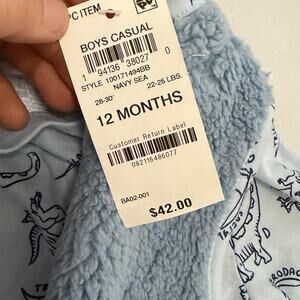 PC ITEM
BOYS CASUAL
1 94136 38027 0
STYLE 100171494BB
NAVY SEA
28-30" 22-25 LBS.
12 MONTHS
Customer Return Label
082116486077
BA02-001
$42.00